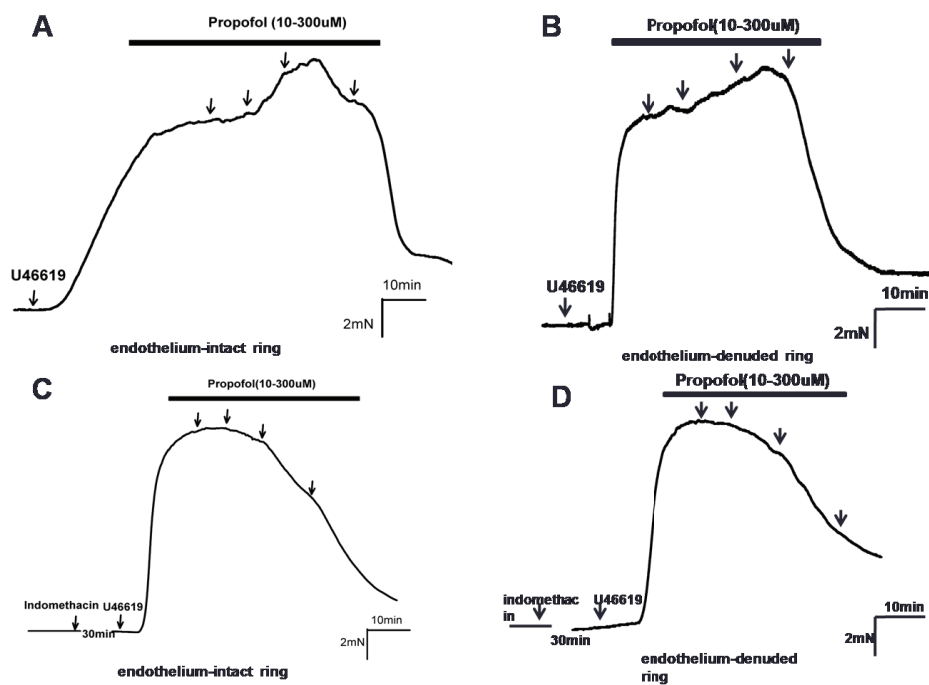 A
Propofol (10-300uM)
U46619
10min
2mN
endothelium-intact ring
B
Propofol(10-300uM)
U46619
10min
2mN
endothelium-denuded ring
C
Propofol(10-300uM)
Indomethacin
U46619
30min
10min
2mN
endothelium-intact ring
D
Propofol(10-300uM)
indomethac
in
U46619
30min
10min
2mN
endothelium-denuded
ring